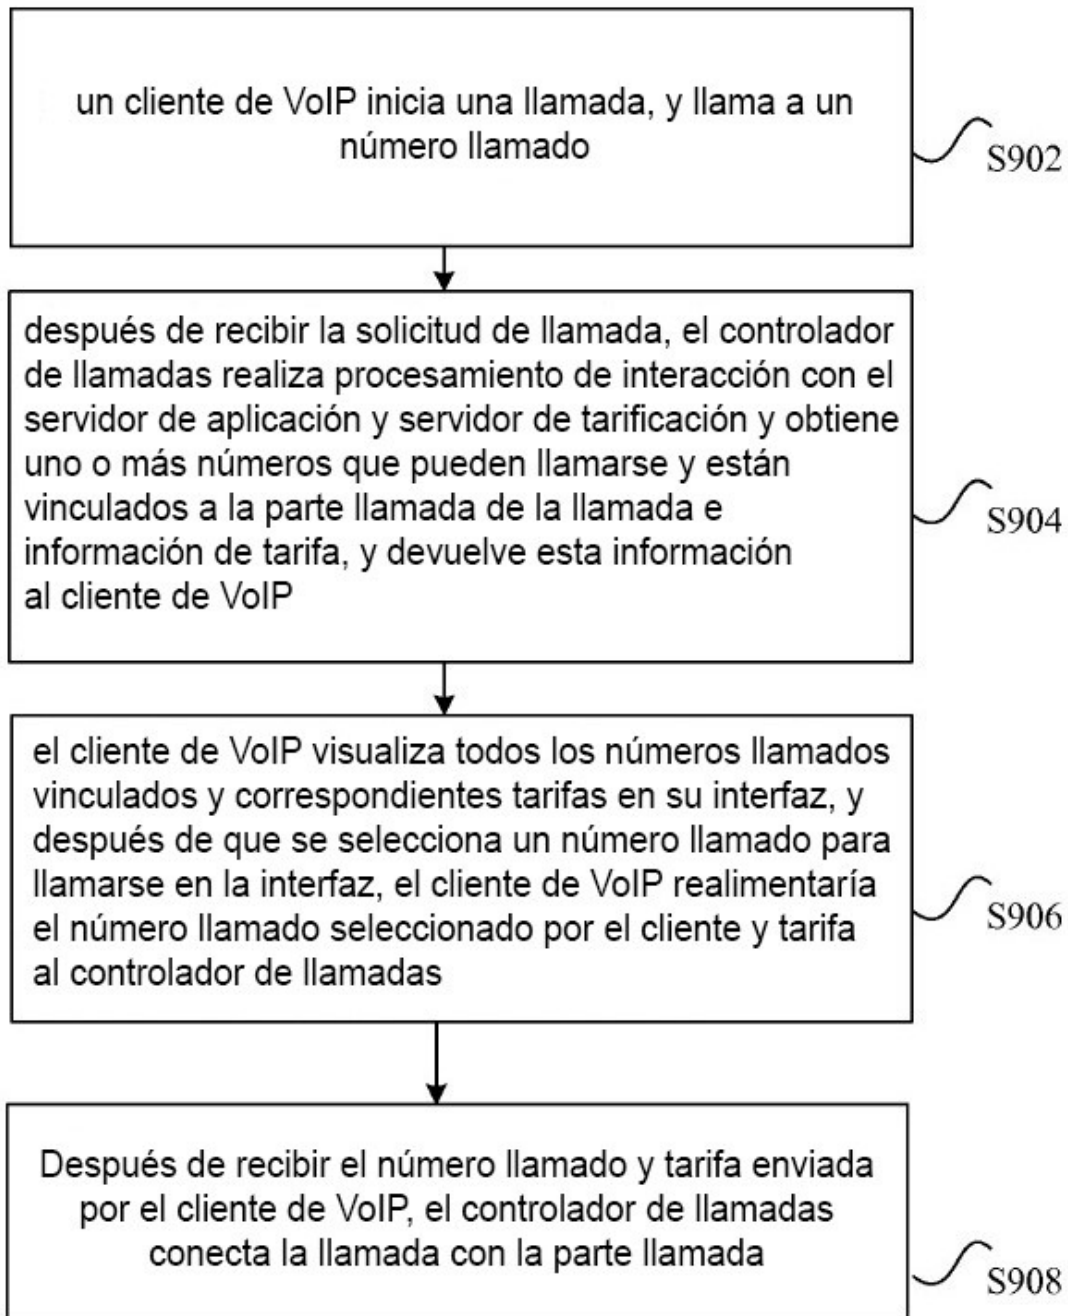 un cliente de VoIP inicia una llamada, y llama a un
número llamado
S902
después de recibir la solicitud de llamada, el controlador
de llamadas realiza procesamiento de interacción con el
servidor de aplicación y servidor de tarificación y obtiene
uno o más números que pueden llamarse y están
vinculados a la parte llamada de la llamada e
información de tarifa, y devuelve esta información
al cliente de VoIP
S904
el cliente de VoIP visualiza todos los números llamados
vinculados y correspondientes tarifas en su interfaz, y
después de que se selecciona un número llamado para
llamarse en la interfaz, el cliente de VoIP realimentaría
el número llamado seleccionado por el cliente y tarifa
al controlador de llamadas
S906
Después de recibir el número llamado y tarifa enviada
por el cliente de VoIP, el controlador de llamadas
conecta la llamada con la parte llamada
S908